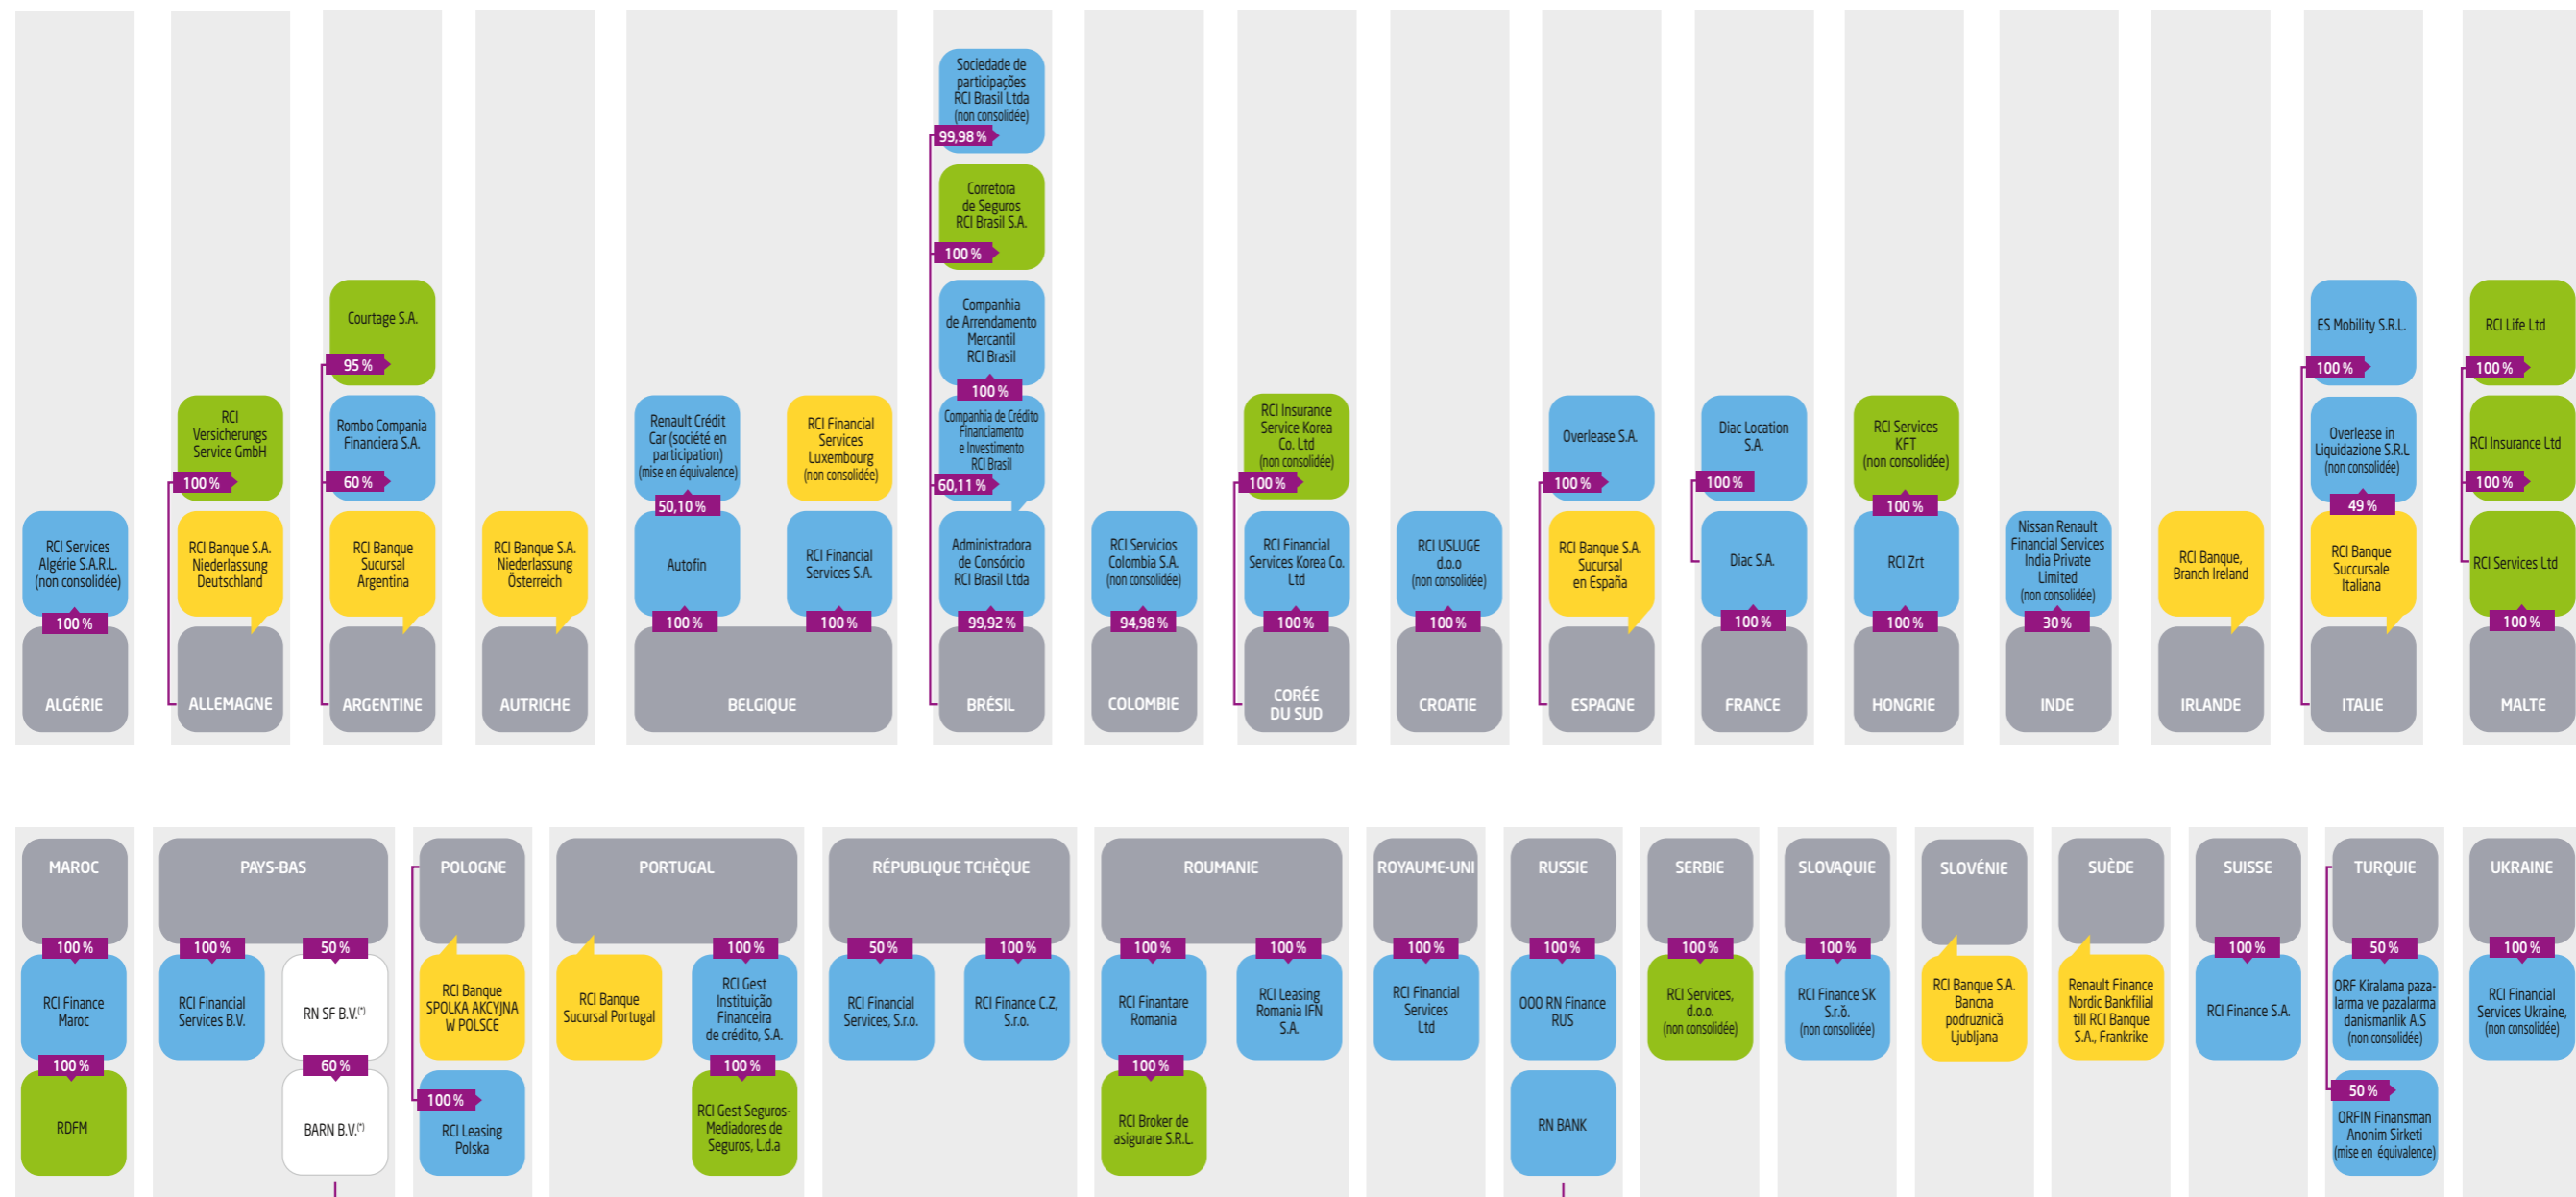 RCI Services
Algérie S.A.R.L.
(non consolidée)
100 %
ALGÉRIE
RCI
Versicherungs
Service GmbH
100 %
RCI Banque S.A.
Niederlassung
Deutschland
ALLEMAGNE
Courtage S.A.
95 %
Rombo Compania
Financiera S.A.
60 %
RCI Banque
Sucursal
Argentina
ARGENTINE
RCI Banque S.A.
Niederlassung
Österreich
AUTRICHE
Renault Crédit
Car (société en
participation)
(mise en équivalence)
50,10 %
Autofin
100 %
RCI Financial
Services
Luxembourg
(non consolidée)
RCI Financial
Services S.A.
100 %
BELGIQUE
Sociedade de
participações
RCI Brasil Ltda
(non consolidée)
99,98 %
Corretora
de Seguros
RCI Brasil S.A.
100 %
Companhia
de Arrendamento
Mercantil
RCI Brasil
100 %
Companhia de Crédito
Financiamento
e Investimento
RCI Brasil
60,11 %
Administradora
de Consórcio
RCI Brasil Ltda
99,92 %
BRÉSIL
RCI Servicios
Colombia S.A.
(non consolidée)
94,98 %
COLOMBIE
RCI Insurance
Service Korea
Co. Ltd
(non consolidée)
100 %
RCI Financial
Services Korea Co.
Ltd
100 %
CORÉE
DU SUD
RCI USLUGE
d.o.o
(non consolidée)
100 %
CROATIE
Overlease S.A.
100 %
RCI Banque S.A.
Sucursal
en España
ESPAGNE
Diac Location
S.A.
100 %
Diac S.A.
100 %
FRANCE
RCI Services
KFT
(non consolidée)
100 %
RCI Zrt
100 %
HONGRIE
Nissan Renault
Financial Services
India Private
Limited
(non consolidée)
30 %
INDE
RCI Banque,
Branch Ireland
IRLANDE
ES Mobility S.R.L.
100 %
Overlease in
Liquidazione S.R.L
(non consolidée)
49 %
RCI Banque
Succursale
Italiana
ITALIE
RCI Life Ltd
100 %
RCI Insurance Ltd
100 %
RCI Services Ltd
100 %
MALTE
MAROC
100 %
RCI Finance
Maroc
100 %
RDFM
PAYS-BAS
100 %
RCI Financial
Services B.V.
50 %
RN SF B.V.(*)
60 %
BARN B.V.(*)
POLOGNE
RCI Banque
SPOLKA AKCYJNA
W POLSCE
100 %
RCI Leasing
Polska
PORTUGAL
RCI Banque
Sucursal Portugal
100 %
RCI Gest
Instituição
Financeira
de crédito, S.A.
100 %
RCI Gest Seguros-
Mediadores de
Seguros, L.d.a
RÉPUBLIQUE TCHÈQUE
50 %
RCI Financial
Services, S.r.o.
100 %
RCI Finance C.Z,
S.r.o.
ROUMANIE
100 %
RCI Finantare
Romania
100 %
RCI Broker de
asigurare S.R.L.
100 %
RCI Leasing
Romania IFN
S.A.
ROYAUME-UNI
100 %
RCI Financial
Services
Ltd
RUSSIE
100 %
OOO RN Finance
RUS
RN BANK
SERBIE
100 %
RCI Services,
d.o.o.
(non consolidée)
SLOVAQUIE
100 %
RCI Finance SK
S.r.ŏ.
(non consolidée)
SLOVÉNIE
RCI Banque S.A.
Bancna
podruznică
Ljubljana
SUÈDE
Renault Finance
Nordic Bankfilial
till RCI Banque
S.A., Frankrike
SUISSE
100 %
RCI Finance S.A.
TURQUIE
50 %
ORF Kiralama paza-
larma ve pazalarma
danismanlik A.S
(non consolidée)
50 %
ORFIN Finansman
Anonim Sirketi
(mise en équivalence)
UKRAINE
100 %
RCI Financial
Services Ukraine,
(non consolidée)